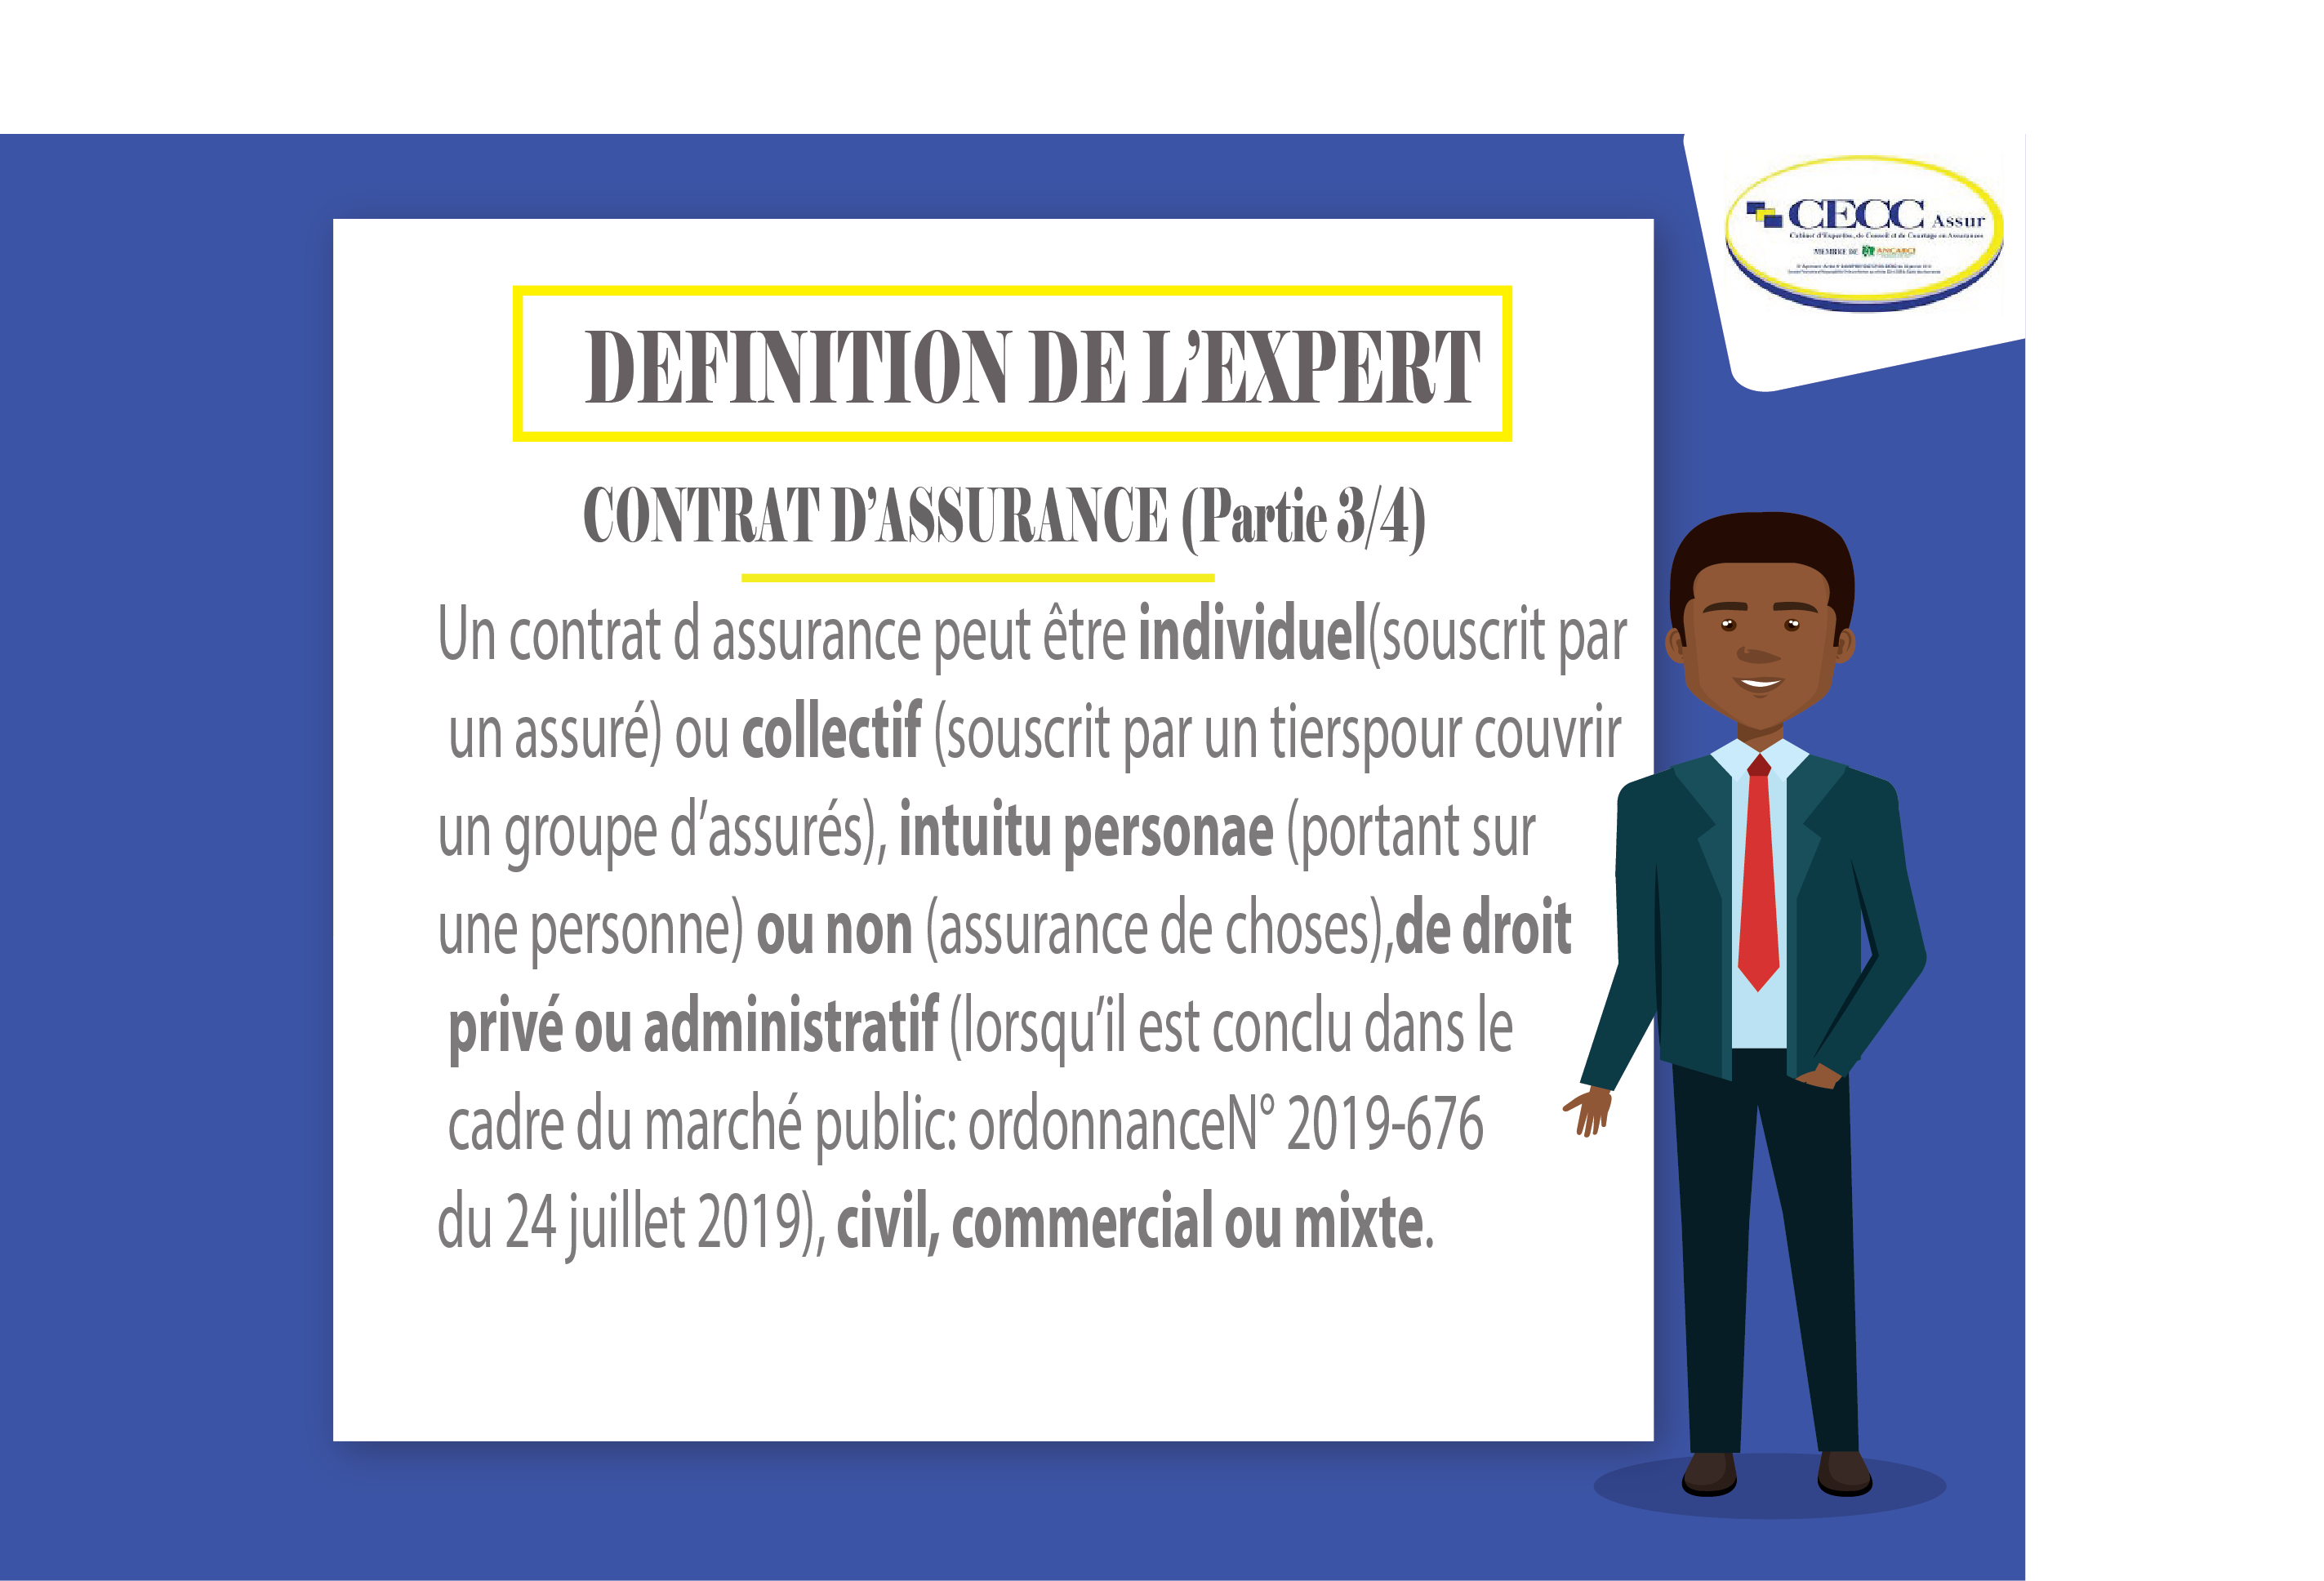 CECC Assur
Cabinet d'Expertise, de Conseil et de Courtage en Assurances
MEMBRE DE ANCARCI
DEFINITION DE L'EXPERT
CONTRAT D'ASSURANCE (Partie 3/4)
Un contrat d assurance peut être individuel(souscrit par
un assuré) ou collectif (souscrit par un tierspour couvrir
un groupe d'assurés), intuitu personae (portant sur
une personne) ou non (assurance de choses),de droit
privé ou administratif (lorsqu'il est conclu dans le
cadre du marché public: ordonnanceN° 2019-676
du 24 juillet 2019), civil, commercial ou mixte.